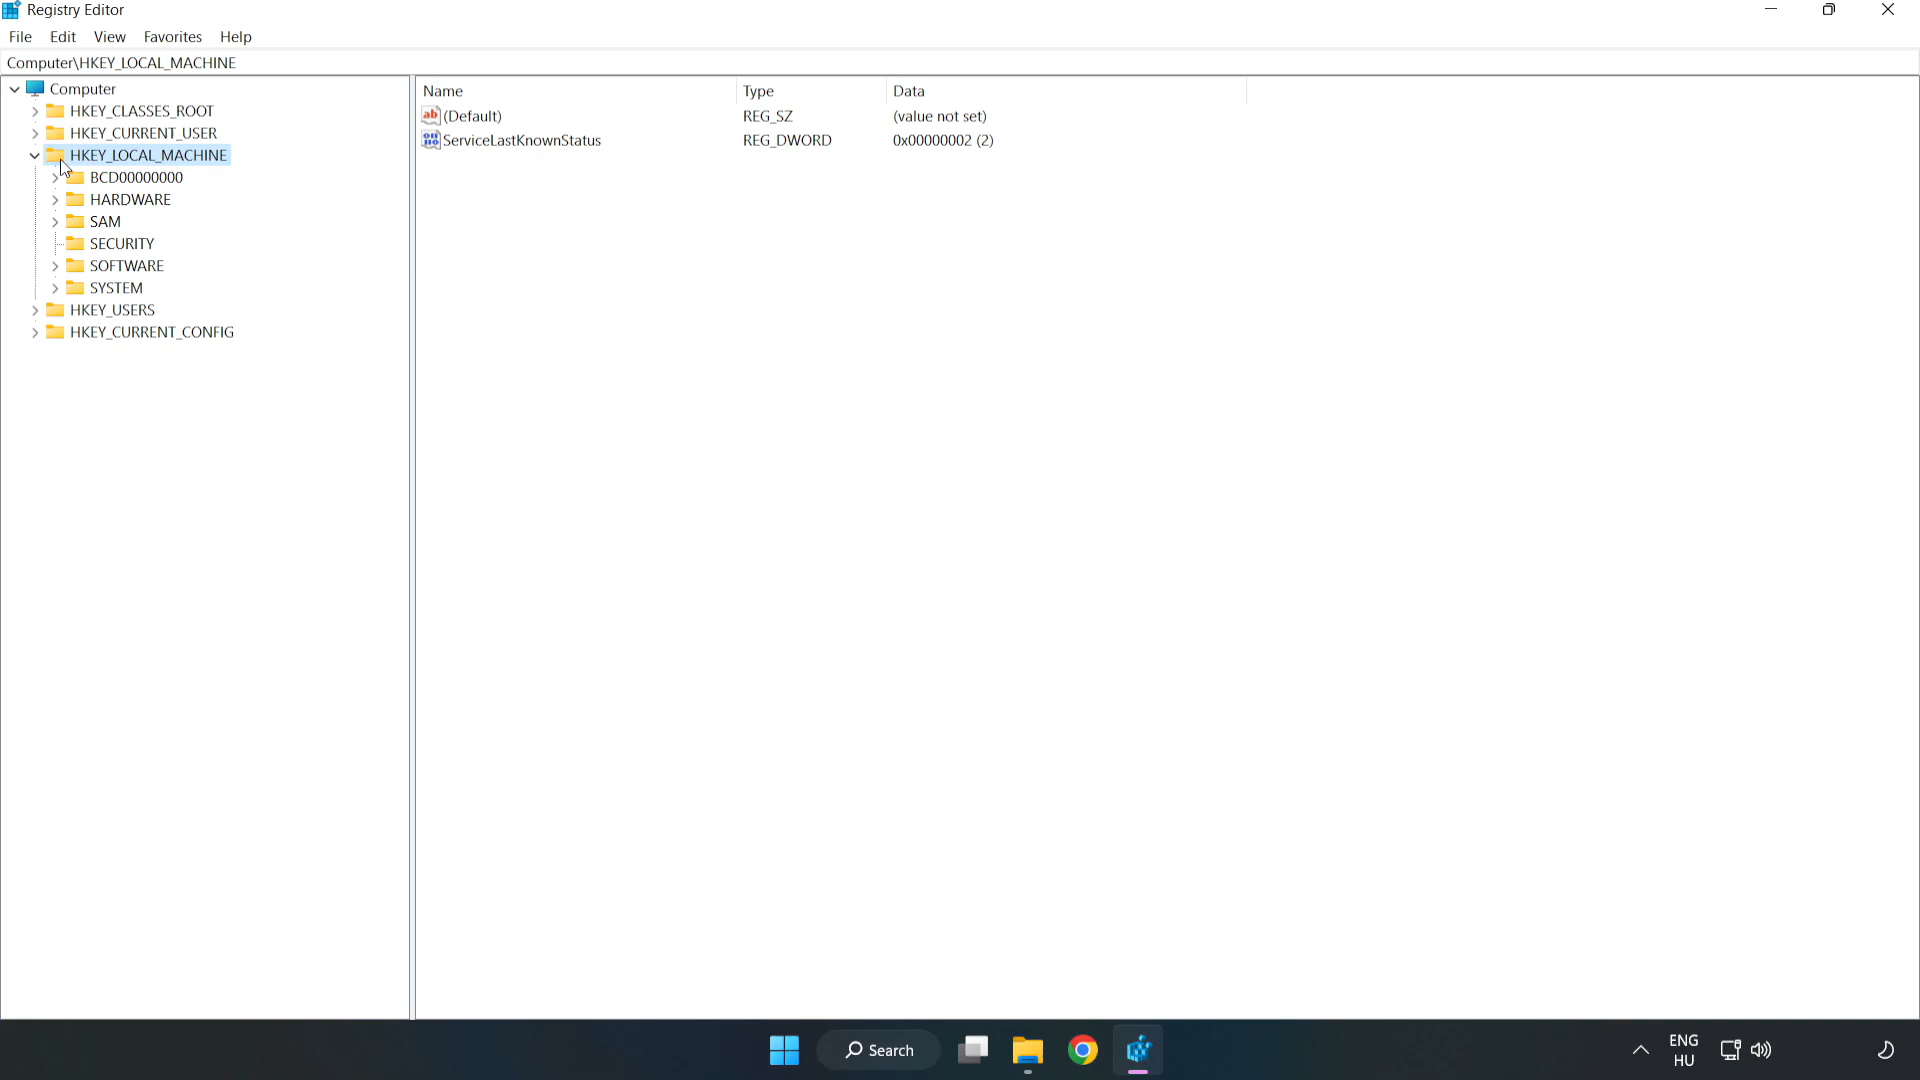 Registry Editor
File Edit View Favorites Help
Computer\HKEY_LOCAL_MACHINE
Computer
HKEY_CLASSES_ROOT
HKEY_CURRENT_USER
HKEY_LOCAL_MACHINE
BCD00000000
HARDWARE
SAM
SECURITY
SOFTWARE
SYSTEM
HKEY_USERS
HKEY_CURRENT_CONFIG
Name Type Data
(Default) REG_SZ (value not set)
ServiceLastKnownStatus REG_DWORD 0x00000002 (2)
Search
ENG
HU